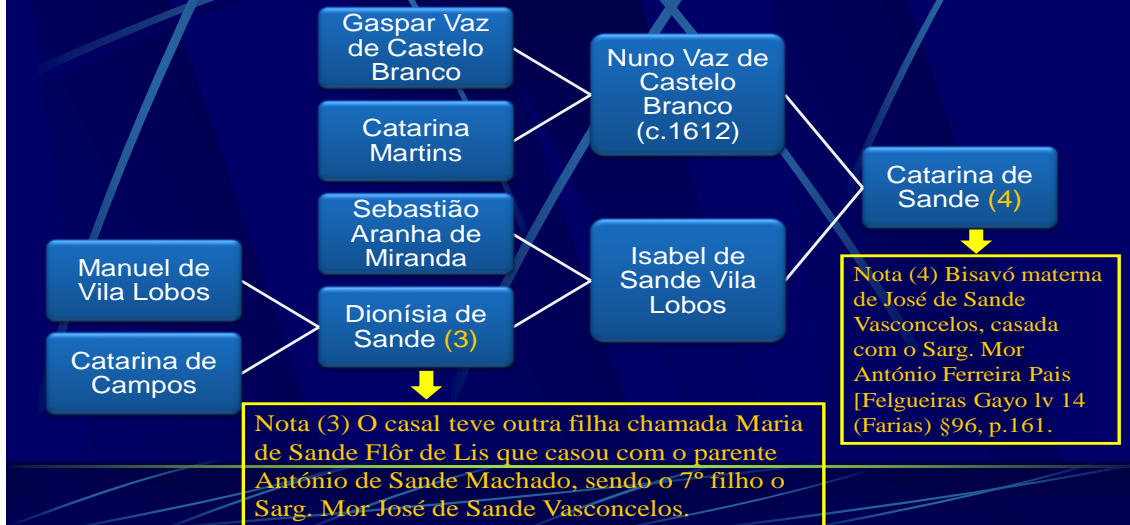 Gaspar Vaz
de Castelo
Branco
Nuno Vaz de
Castelo
Branco
(c.1612)
Catarina
Martins
Catarina de
Sande (4)
Sebastião
Aranha de
Miranda
Isabel de
Sande Vila
Lobos
Manuel de
Vila Lobos
Dionísia de
Sande (3)
Catarina de
Campos
Nota (4) Bisavó materna
de José de Sande
Vasconcelos, casada
com o Sarg. Mor
António Ferreira Pais
[Felgueiras Gayo lv 14
(Farias) §96, p.161.
Nota (3) O casal teve outra filha chamada Maria
de Sande Flôr de Lis que casou com o parente
António de Sande Machado, sendo o 7º filho o
Sarg. Mor José de Sande Vasconcelos.